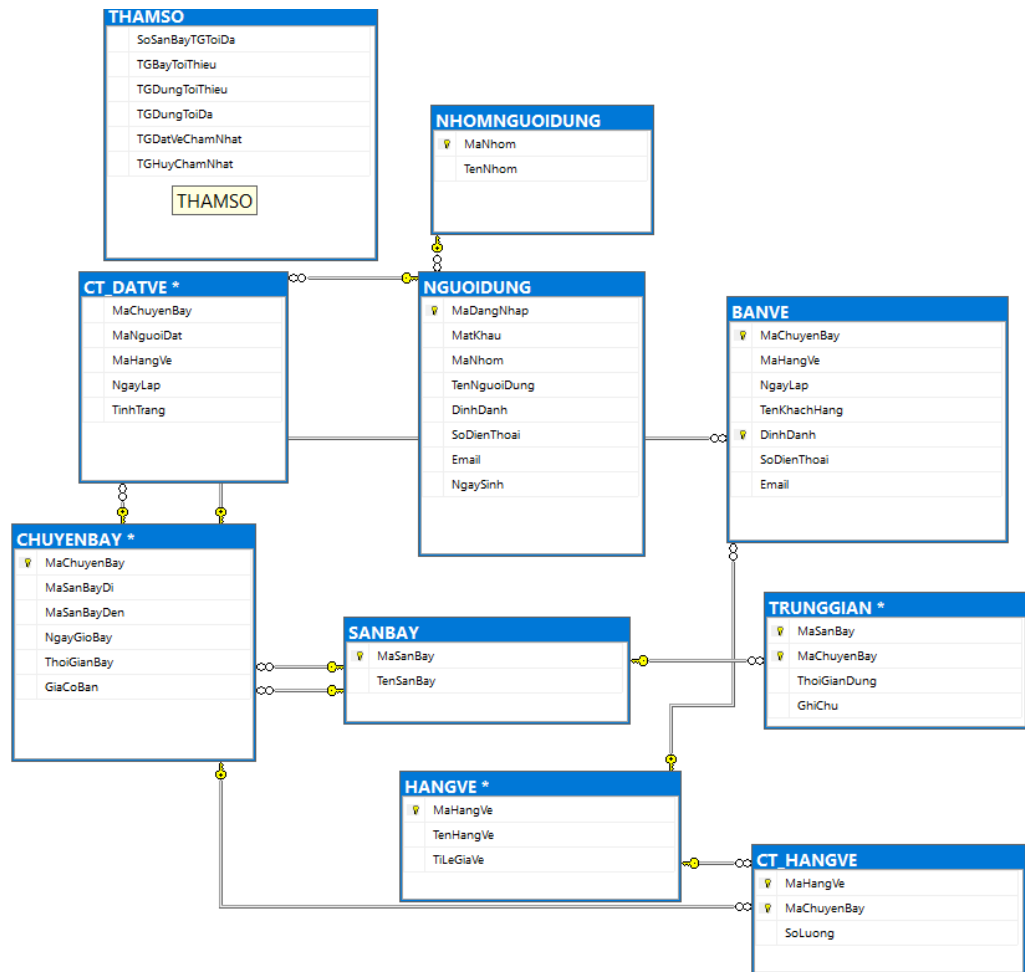 THAMSO
SoSanBayTGToiDa
TGBayToiThieu
TGDungToiThieu
TGDungToiDa
TGDatVeChamNhat
TGHuyChamNhat
THAMSO
NHOMNGUOIDUNG
MaNhom
TenNhom
CT_DATVE *
MaChuyenBay
MaNguoiDat
MaHangVe
NgayLap
TinhTrang
NGUOIDUNG
MaDangNhap
MatKhau
MaNhom
TenNguoiDung
DinhDanh
SoDienThoai
Email
NgaySinh
BANVE
MaChuyenBay
MaHangVe
NgayLap
TenKhachHang
DinhDanh
SoDienThoai
Email
CHUYENBAY *
MaChuyenBay
MaSanBayDi
MaSanBayDen
NgayGioBay
ThoiGianBay
GiaCoBan
SANBAY
MaSanBay
TenSanBay
TRUNGGIAN *
MaSanBay
MaChuyenBay
ThoiGianDung
GhiChu
HANGVE *
MaHangVe
TenHangVe
TiLeGiaVe
CT_HANGVE
MaHangVe
MaChuyenBay
SoLuong